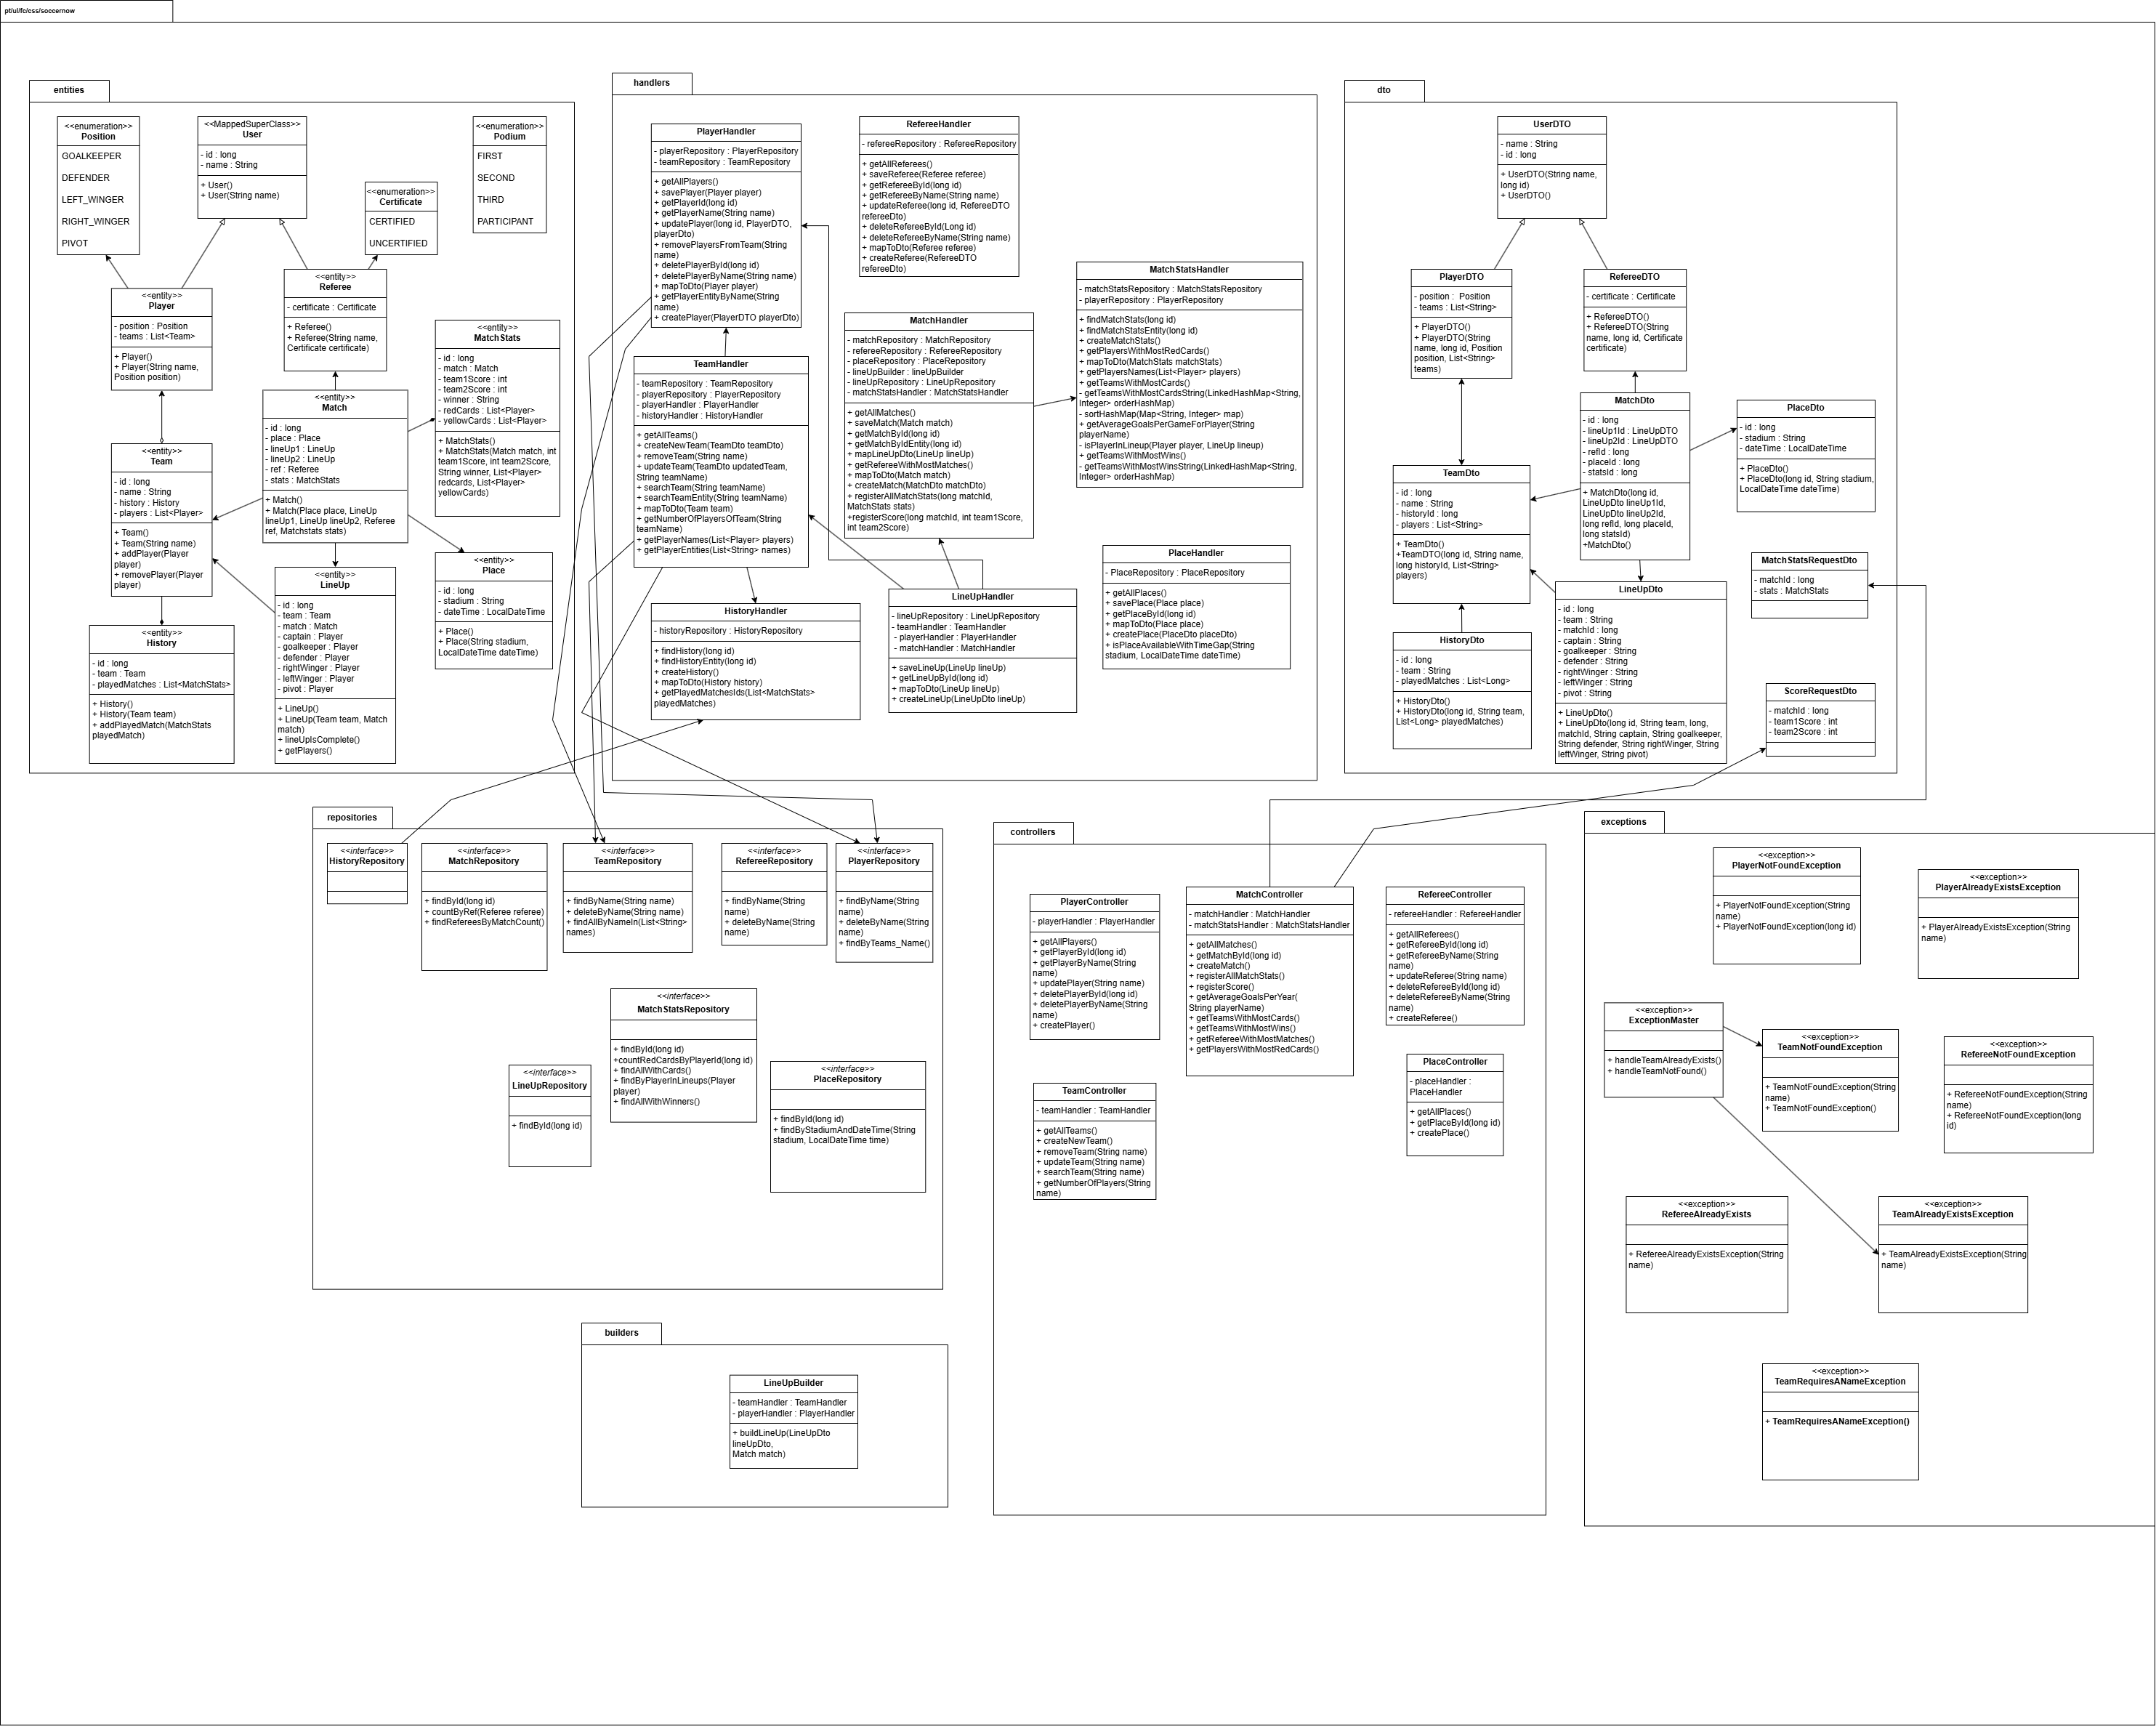 pt/ul/fc/css/soccernow
entities
<<enumeration>>
Position
GOALKEEPER
DEFENDER
LEFT_WINGER
RIGHT_WINGER
PIVOT
<<MappedSuperClass>>
User
- id : long
- name : String
+ User()
+ User(String name)
<<enumeration>>
Podium
FIRST
SECOND
THIRD
PARTICIPANT
<<enumeration>>
Certificate
CERTIFIED
UNCERTIFIED
<<entity>>
Player
- position : Position
- teams : List<Team>
+ Player()
+ Player(String name,
Position position)
<<entity>>
Referee
- certificate : Certificate
+ Referee()
+ Referee(String name,
Certificate certificate)
<<entity>>
MatchStats
- id : long
- match : Match
- team1Score : int
- team2Score : int
- winner : String
- redCards : List<Player>
- yellowCards : List<Player>
+ MatchStats()
+ MatchStats(Match match, int
team1Score, int team2Score,
String winner, List<Player>
redcards, List<Player>
yellowCards)
<<entity>>
Match
- id : long
- place : Place
- lineUp1 : LineUp
- lineUp2 : LineUp
- ref : Referee
- stats : MatchStats
+ Match()
+ Match(Place place, LineUp
lineUp1, LineUp lineUp2, Referee
ref, Matchstats stats)
<<entity>>
Team
- id : long
- name : String
- history : History
- players : List<Player>
+ Team()
+ Team(String name)
+ addPlayer(Player
player)
+ removePlayer(Player
player)
<<entity>>
Place
- id : long
- stadium : String
- dateTime : LocalDateTime
+ Place()
+ Place(String stadium,
LocalDateTime dateTime)
<<entity>>
LineUp
- id : long
- team : Team
- match : Match
- captain : Player
- goalkeeper : Player
- defender : Player
- rightWinger : Player
- leftWinger : Player
- pivot : Player
+ LineUp()
+ LineUp(Team team, Match
match)
+ lineUpIsComplete()
+ getPlayers()
<<entity>>
History
- id : long
- team : Team
- playedMatches : List<MatchStats>
+ History()
+ History(Team team)
+ addPlayedMatch(MatchStats
playedMatch)
handlers
PlayerHandler
- playerRepository : PlayerRepository
- teamRepository : TeamRepository
+ getAllPlayers()
+ savePlayer(Player player)
+ getPlayerId(long id)
+ getPlayerName(String name)
+ updatePlayer(long id, PlayerDTO,
playerDto)
+ removePlayersFromTeam(String
name)
+ deletePlayerById(long id)
+ deletePlayerByName(String name)
+ mapToDto(Player player)
+ getPlayerEntityByName(String
name)
+ createPlayer(PlayerDTO playerDto)
RefereeHandler
- refereeRepository : RefereeRepository
+ getAllReferees()
+ saveReferee(Referee referee)
+ getRefereeById(long id)
+ getRefereeByName(String name)
+ updateReferee(long id, RefereeDTO
refereeDto)
+ deleteRefereeById(Long id)
+ deleteRefereeByName(String name)
+ mapToDto(Referee referee)
+ createReferee(RefereeDTO
refereeDto)
MatchStatsHandler
- matchStatsRepository : MatchStatsRepository
- playerRepository : PlayerRepository
+ findMatchStats(long id)
+ findMatchStatsEntity(long id)
+ createMatchStats()
+ getPlayersWithMostRedCards()
+ mapToDto(MatchStats matchStats)
+ getPlayersNames(List<Player> players)
+ getTeamsWithMostCards()
- getTeamsWithMostCardsString(LinkedHashMap<String,
Integer> orderHashMap)
- sortHashMap(Map<String, Integer> map)
+ getAverageGoalsPerGameForPlayer(String
playerName)
- isPlayerInLineup(Player player, LineUp lineup)
+ getTeamsWithMostWins()
- getTeamsWithMostWinsString(LinkedHashMap<String,
Integer> orderHashMap)
MatchHandler
- matchRepository : MatchRepository
- refereeRepository : RefereeRepository
- placeRepository : PlaceRepository
- lineUpBuilder : lineUpBuilder
- lineUpRepository : LineUpRepository
- matchStatsHandler : MatchStatsHandler
+ getAllMatches()
+ saveMatch(Match match)
+ getMatchById(long id)
+ getMatchByIdEntity(long id)
+ mapLineUpDto(LineUp lineUp)
+ getRefereeWithMostMatches()
+ mapToDto(Match match)
+ createMatch(MatchDto matchDto)
+ registerAllMatchStats(long matchId,
MatchStats stats)
+registerScore(long matchId, int team1Score,
int team2Score)
TeamHandler
- teamRepository : TeamRepository
- playerRepository : PlayerRepository
- playerHandler : PlayerHandler
- historyHandler : HistoryHandler
+ getAllTeams()
+ createNewTeam(TeamDto teamDto)
+ removeTeam(String name)
+ updateTeam(TeamDto updatedTeam,
String teamName)
+ searchTeam(String teamName)
+ searchTeamEntity(String teamName)
+ mapToDto(Team team)
+ getNumberOfPlayersOfTeam(String
teamName)
+ getPlayerNames(List<Player> players)
+ getPlayerEntities(List<String> names)
PlaceHandler
- PlaceRepository : PlaceRepository
+ getAllPlaces()
+ savePlace(Place place)
+ getPlaceById(long id)
+ mapToDto(Place place)
+ createPlace(PlaceDto placeDto)
+ isPlaceAvailableWithTimeGap(String
stadium, LocalDateTime dateTime)
HistoryHandler
- historyRepository : HistoryRepository
+ findHistory(long id)
+ findHistoryEntity(long id)
+ createHistory()
+ mapToDto(History history)
+ getPlayedMatchesIds(List<MatchStats>
playedMatches)
LineUpHandler
- lineUpRepository : LineUpRepository
- teamHandler : TeamHandler
- playerHandler : PlayerHandler
- matchHandler : MatchHandler
+ saveLineUp(LineUp lineUp)
+ getLineUpById(long id)
+ mapToDto(LineUp lineUp)
+ createLineUp(LineUpDto lineUp)
dto
UserDTO
- name : String
- id : long
+ UserDTO(String name,
long id)
+ UserDTO()
PlayerDTO
- position :  Position
- teams : List<String>
+ PlayerDTO()
+ PlayerDTO(String
name, long id, Position
position, List<String>
teams)
RefereeDTO
- certificate : Certificate
+ RefereeDTO()
+ RefereeDTO(String
name, long id, Certificate
certificate)
MatchDto
- id : long
- lineUp1Id : LineUpDTO
- lineUp2Id : LineUpDTO
- refId : long
- placeId : long
- statsId : long
+ MatchDto(long id,
LineUpDto lineUp1Id,
LineUpDto lineUp2Id,
long refId, long placeId,
long statsId)
+MatchDto()
PlaceDto
- id : long
- stadium : String
- dateTime : LocalDateTime
+ PlaceDto()
+ PlaceDto(long id, String stadium,
LocalDateTime dateTime)
TeamDto
- id : long
- name : String
- historyId : long
- players : List<String>
+ TeamDto()
+TeamDTO(long id, String name,
long historyId, List<String>
players)
MatchStatsRequestDto
- matchId : long
- stats : MatchStats
LineUpDto
- id : long
- team : String
- matchId : long
- captain : String
- goalkeeper : String
- defender : String
- rightWinger : String
- leftWinger : String
- pivot : String
+ LineUpDto()
+ LineUpDto(long id, String team, long,
matchId, String captain, String goalkeeper,
String defender, String rightWinger, String
leftWinger, String pivot)
HistoryDto
- id : long
- team : String
- playedMatches : List<Long>
+ HistoryDto()
+ HistoryDto(long id, String team,
List<Long> playedMatches)
ScoreRequestDto
- matchId : long
- team1Score : int
- team2Score : int
repositories
<<interface>>
HistoryRepository
<<interface>>
MatchRepository
+ findById(long id)
+ countByRef(Referee referee)
+ findRefereesByMatchCount()
<<interface>>
TeamRepository
+ findByName(String name)
+ deleteByName(String name)
+ findAllByNameIn(List<String>
names)
<<interface>>
RefereeRepository
+ findByName(String
name)
+ deleteByName(String
name)
<<interface>>
PlayerRepository
+ findByName(String
name)
+ deleteByName(String
name)
+ findByTeams_Name()
<<interface>>
MatchStatsRepository
+ findById(long id)
+countRedCardsByPlayerId(long id)
+ findAllWithCards()
+ findByPlayerInLineups(Player
player)
+ findAllWithWinners()
<<interface>>
LineUpRepository
+ findById(long id)
<<interface>>
PlaceRepository
+ findById(long id)
+ findByStadiumAndDateTime(String
stadium, LocalDateTime time)
controllers
PlayerController
- playerHandler : PlayerHandler
+ getAllPlayers()
+ getPlayerById(long id)
+ getPlayerByName(String
name)
+ updatePlayer(String name)
+ deletePlayerById(long id)
+ deletePlayerByName(String
name)
+ createPlayer()
MatchController
- matchHandler : MatchHandler
- matchStatsHandler : MatchStatsHandler
+ getAllMatches()
+ getMatchById(long id)
+ createMatch()
+ registerAllMatchStats()
+ registerScore()
+ getAverageGoalsPerYear(
String playerName)
+ getTeamsWithMostCards()
+ getTeamsWithMostWins()
+ getRefereeWithMostMatches()
+ getPlayersWithMostRedCards()
RefereeController
- refereeHandler : RefereeHandler
+ getAllReferees()
+ getRefereeById(long id)
+ getRefereeByName(String
name)
+ updateReferee(String name)
+ deleteRefereeById(long id)
+ deleteRefereeByName(String
name)
+ createReferee()
PlaceController
- placeHandler :
PlaceHandler
+ getAllPlaces()
+ getPlaceById(long id)
+ createPlace()
TeamController
- teamHandler : TeamHandler
+ getAllTeams()
+ createNewTeam()
+ removeTeam(String name)
+ updateTeam(String name)
+ searchTeam(String name)
+ getNumberOfPlayers(String
name)
exceptions
<<exception>>
PlayerNotFoundException
+ PlayerNotFoundException(String
name)
+ PlayerNotFoundException(long id)
<<exception>>
PlayerAlreadyExistsException
+ PlayerAlreadyExistsException(String
name)
<<exception>>
ExceptionMaster
+ handleTeamAlreadyExists()
+ handleTeamNotFound()
<<exception>>
TeamNotFoundException
+ TeamNotFoundException(String
name)
+ TeamNotFoundException()
<<exception>>
RefereeNotFoundException
+ RefereeNotFoundException(String
name)
+ RefereeNotFoundException(long
id)
<<exception>>
RefereeAlreadyExists
+ RefereeAlreadyExistsException(String
name)
<<exception>>
TeamAlreadyExistsException
+ TeamAlreadyExistsException(String
name)
<<exception>>
TeamRequiresANameException
+ TeamRequiresANameException()
builders
LineUpBuilder
- teamHandler : TeamHandler
- playerHandler : PlayerHandler
+ buildLineUp(LineUpDto
lineUpDto,
Match match)